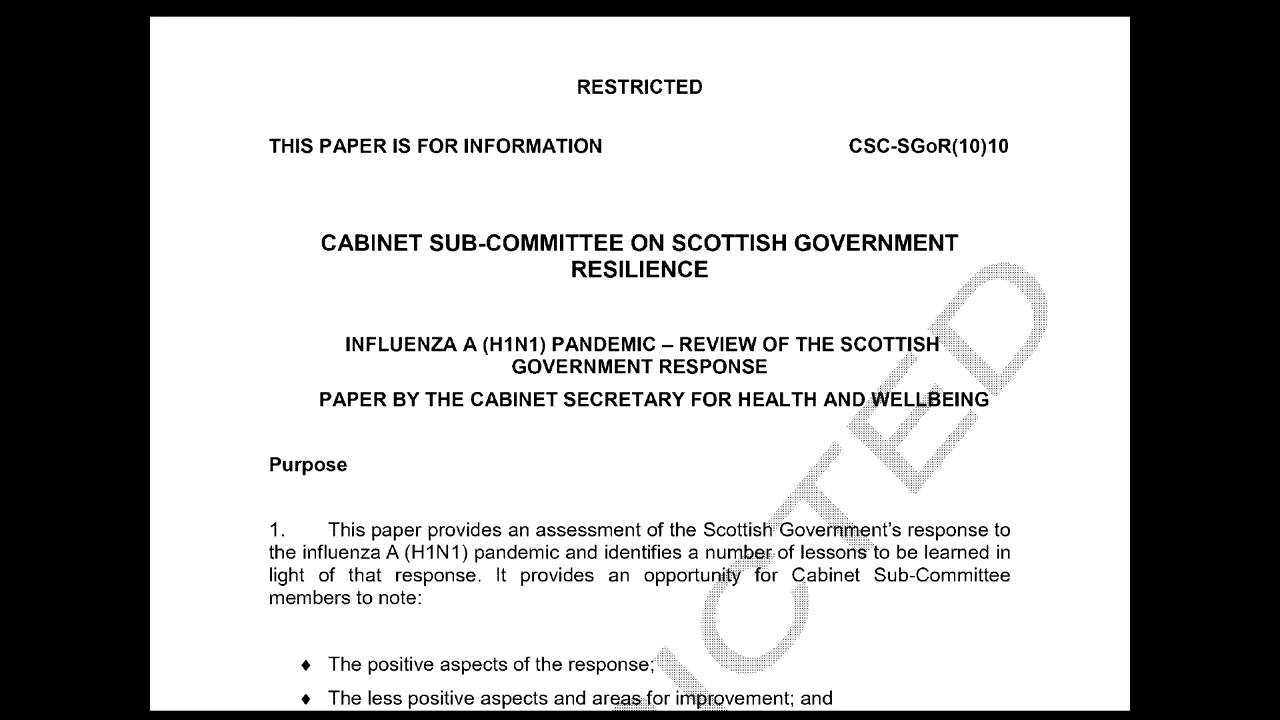 RESTRICTED
THIS PAPER IS FOR INFORMATION CSC-SGoR(10)10
CABINET SUB-COMMITTEE ON SCOTTISH GOVERNMENT
RESILIENCE
INFLUENZA A (H1N1) PANDEMIC – REVIEW OF THE SCOTTISH
GOVERNMENT RESPONSE
PAPER BY THE CABINET SECRETARY FOR HEALTH AND WELLBEING
Purpose
1. This paper provides an assessment of the Scottish Government's response to
the influenza A (H1N1) pandemic and identifies a number of lessons to be learned in
light of that response. It provides an opportunity for Cabinet Sub-Committee
members to note:
♦ The positive aspects of the response;
♦ The less positive aspects and areas for improvement; and